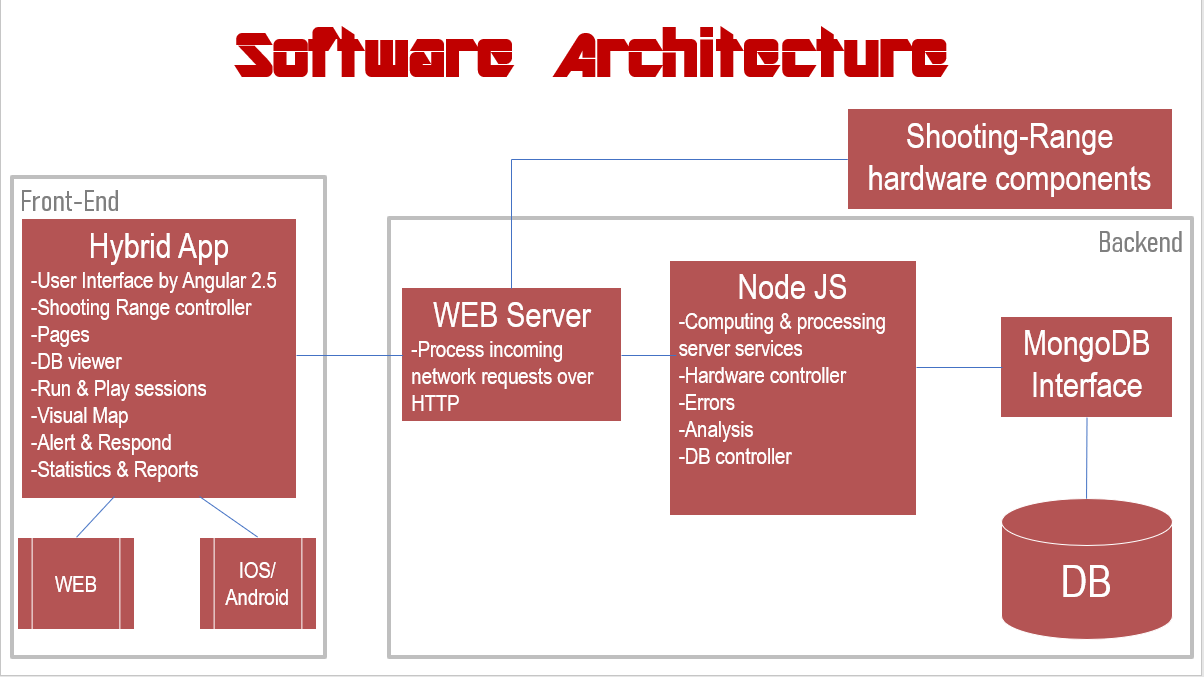 Software Architecture
Shooting-Range
hardware components
Front-End
Hybrid App
-User Interface by Angular 2.5
-Shooting Range controller
-Pages
-DB viewer
-Run & Play sessions
-Visual Map
-Alert & Respond
-Statistics & Reports
WEB
IOS/
Android
Backend
WEB Server
-Process incoming
network requests over
HTTP
Node JS
-Computing & processing
server services
-Hardware controller
-Errors
-Analysis
-DB controller
MongoDB
Interface
DB